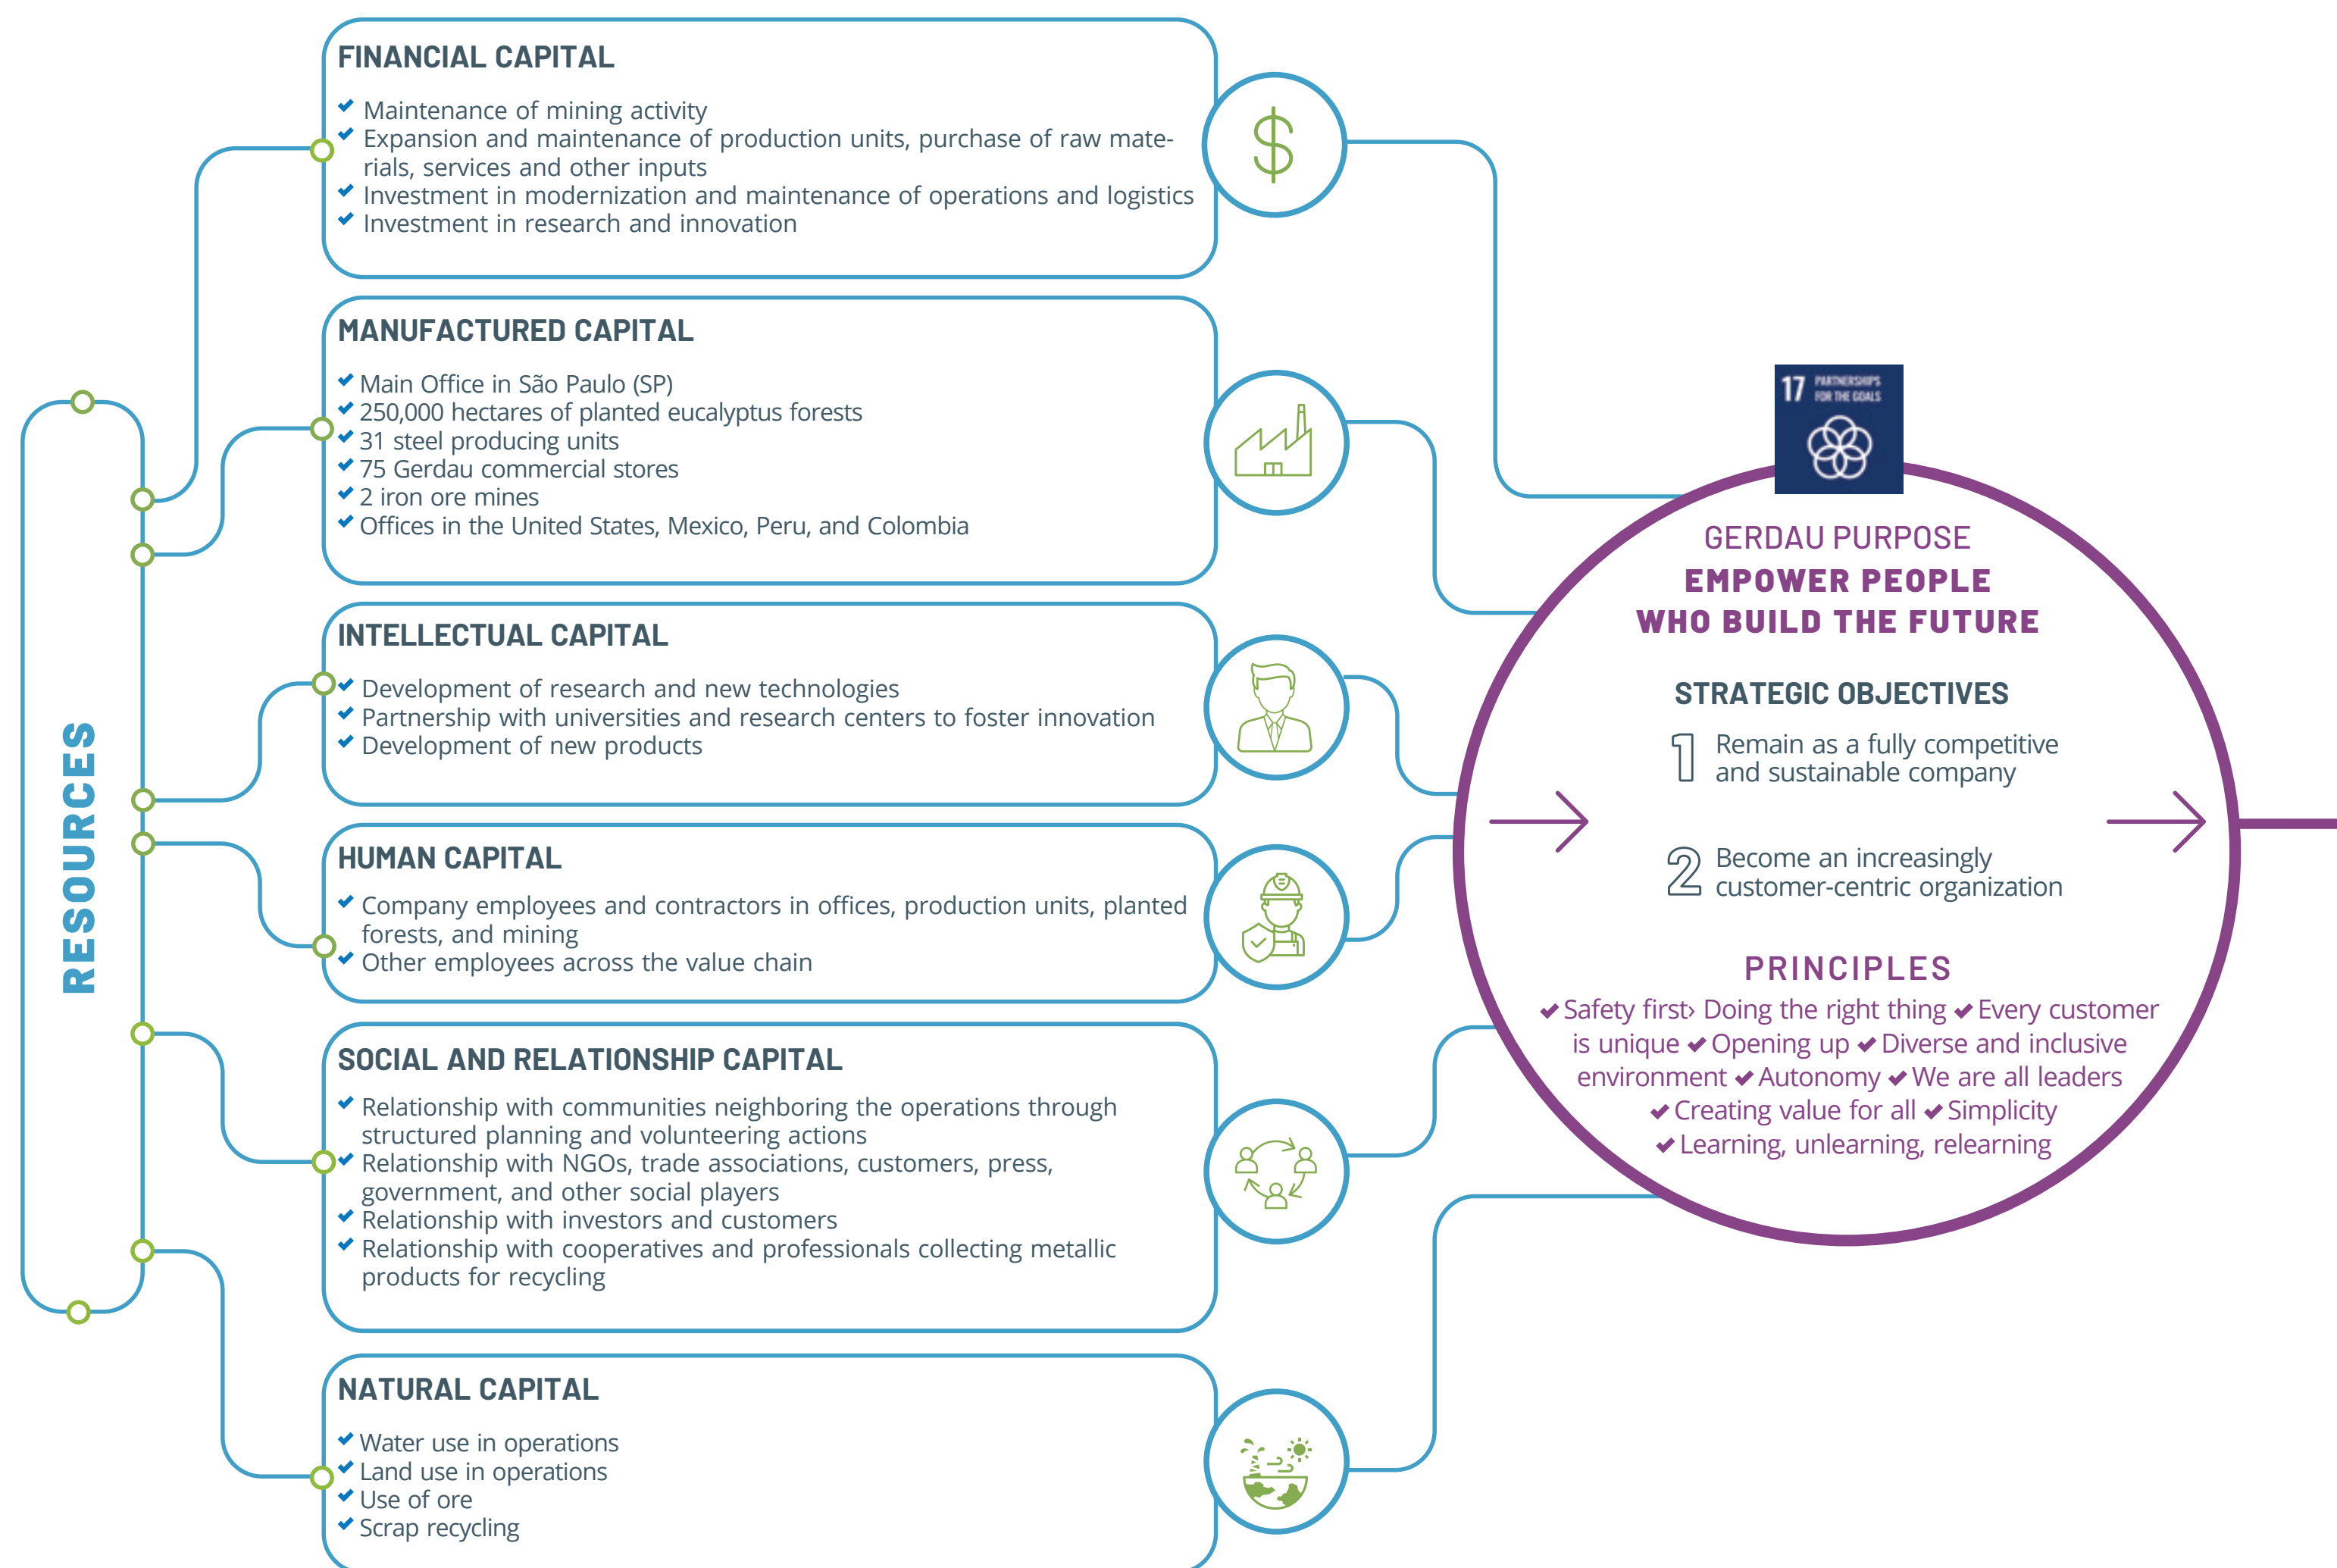 RESOURCES
FINANCIAL CAPITAL
Maintenance of mining activity
Expansion and maintenance of production units, purchase of raw mate-
rials, services and other inputs
Investment in modernization and maintenance of operations and logistics
Investment in research and innovation
MANUFACTURED CAPITAL
Main Office in São Paulo (SP)
250,000 hectares of planted eucalyptus forests
31 steel producing units
75 Gerdau commercial stores
2 iron ore mines
Offices in the United States, Mexico, Peru, and Colombia
INTELLECTUAL CAPITAL
Development of research and new technologies
Partnership with universities and research centers to foster innovation
Development of new products
HUMAN CAPITAL
Company employees and contractors in offices, production units, planted
forests, and mining
Other employees across the value chain
SOCIAL AND RELATIONSHIP CAPITAL
Relationship with communities neighboring the operations through
structured planning and volunteering actions
Relationship with NGOs, trade associations, customers, press,
government, and other social players
Relationship with investors and customers
Relationship with cooperatives and professionals collecting metallic
products for recycling
NATURAL CAPITAL
Water use in operations
Land use in operations
Use of ore
Scrap recycling
17 PARTNERSHIPS
FOR THE GOALS
GERDAU PURPOSE
EMPOWER PEOPLE
WHO BUILD THE FUTURE
STRATEGIC OBJECTIVES
1 Remain as a fully competitive
and sustainable company
2 Become an increasingly
customer-centric organization
PRINCIPLES
✔ Safety first› Doing the right thing ✔ Every customer
is unique ✔ Opening up ✔ Diverse and inclusive
environment ✔ Autonomy ✔ We are all leaders
✔ Creating value for all ✔ Simplicity
✔ Learning, unlearning, relearning